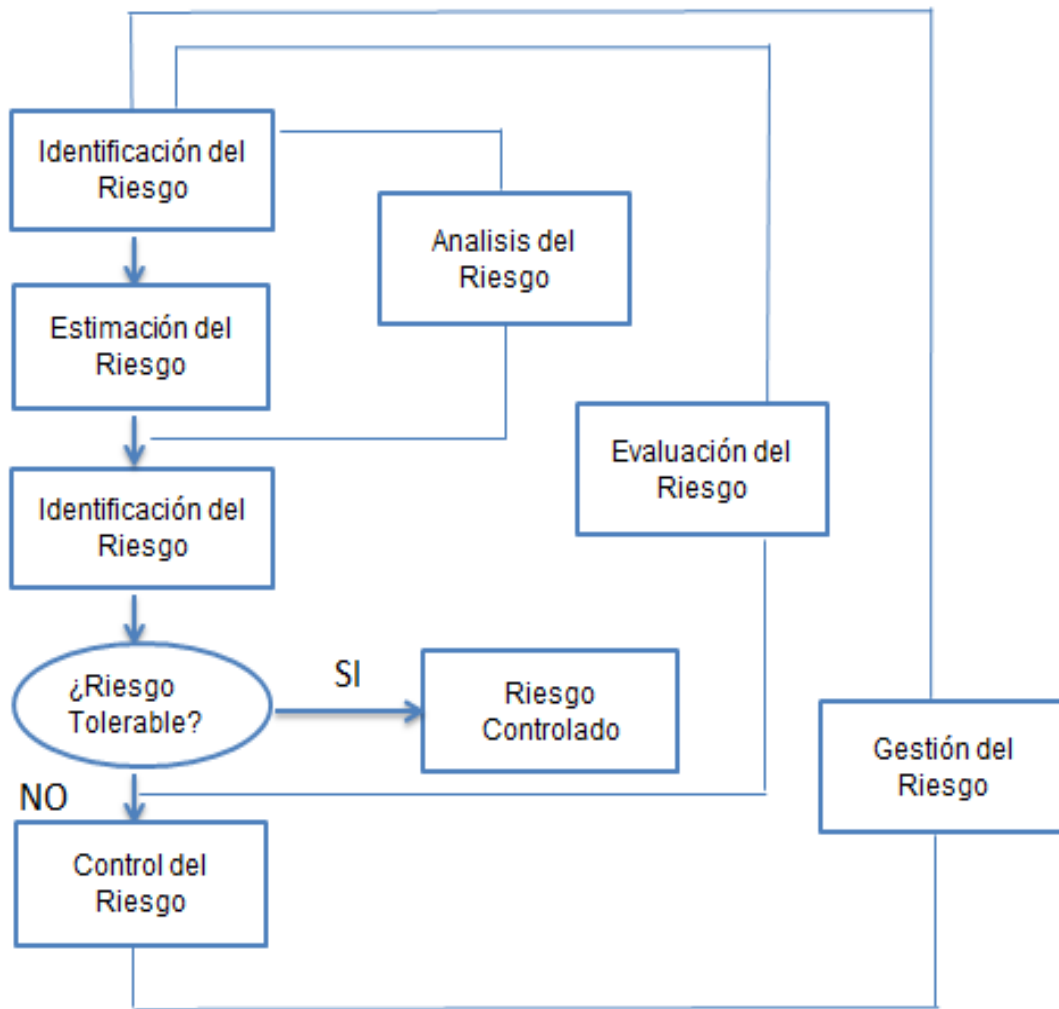 Identificación del
Riesgo
Analisis del
Riesgo
Estimación del
Riesgo
Evaluación del
Riesgo
Identificación del
Riesgo
¿Riesgo
Tolerable?
SI
Riesgo
Controlado
Gestión del
Riesgo
NO
Control del
Riesgo